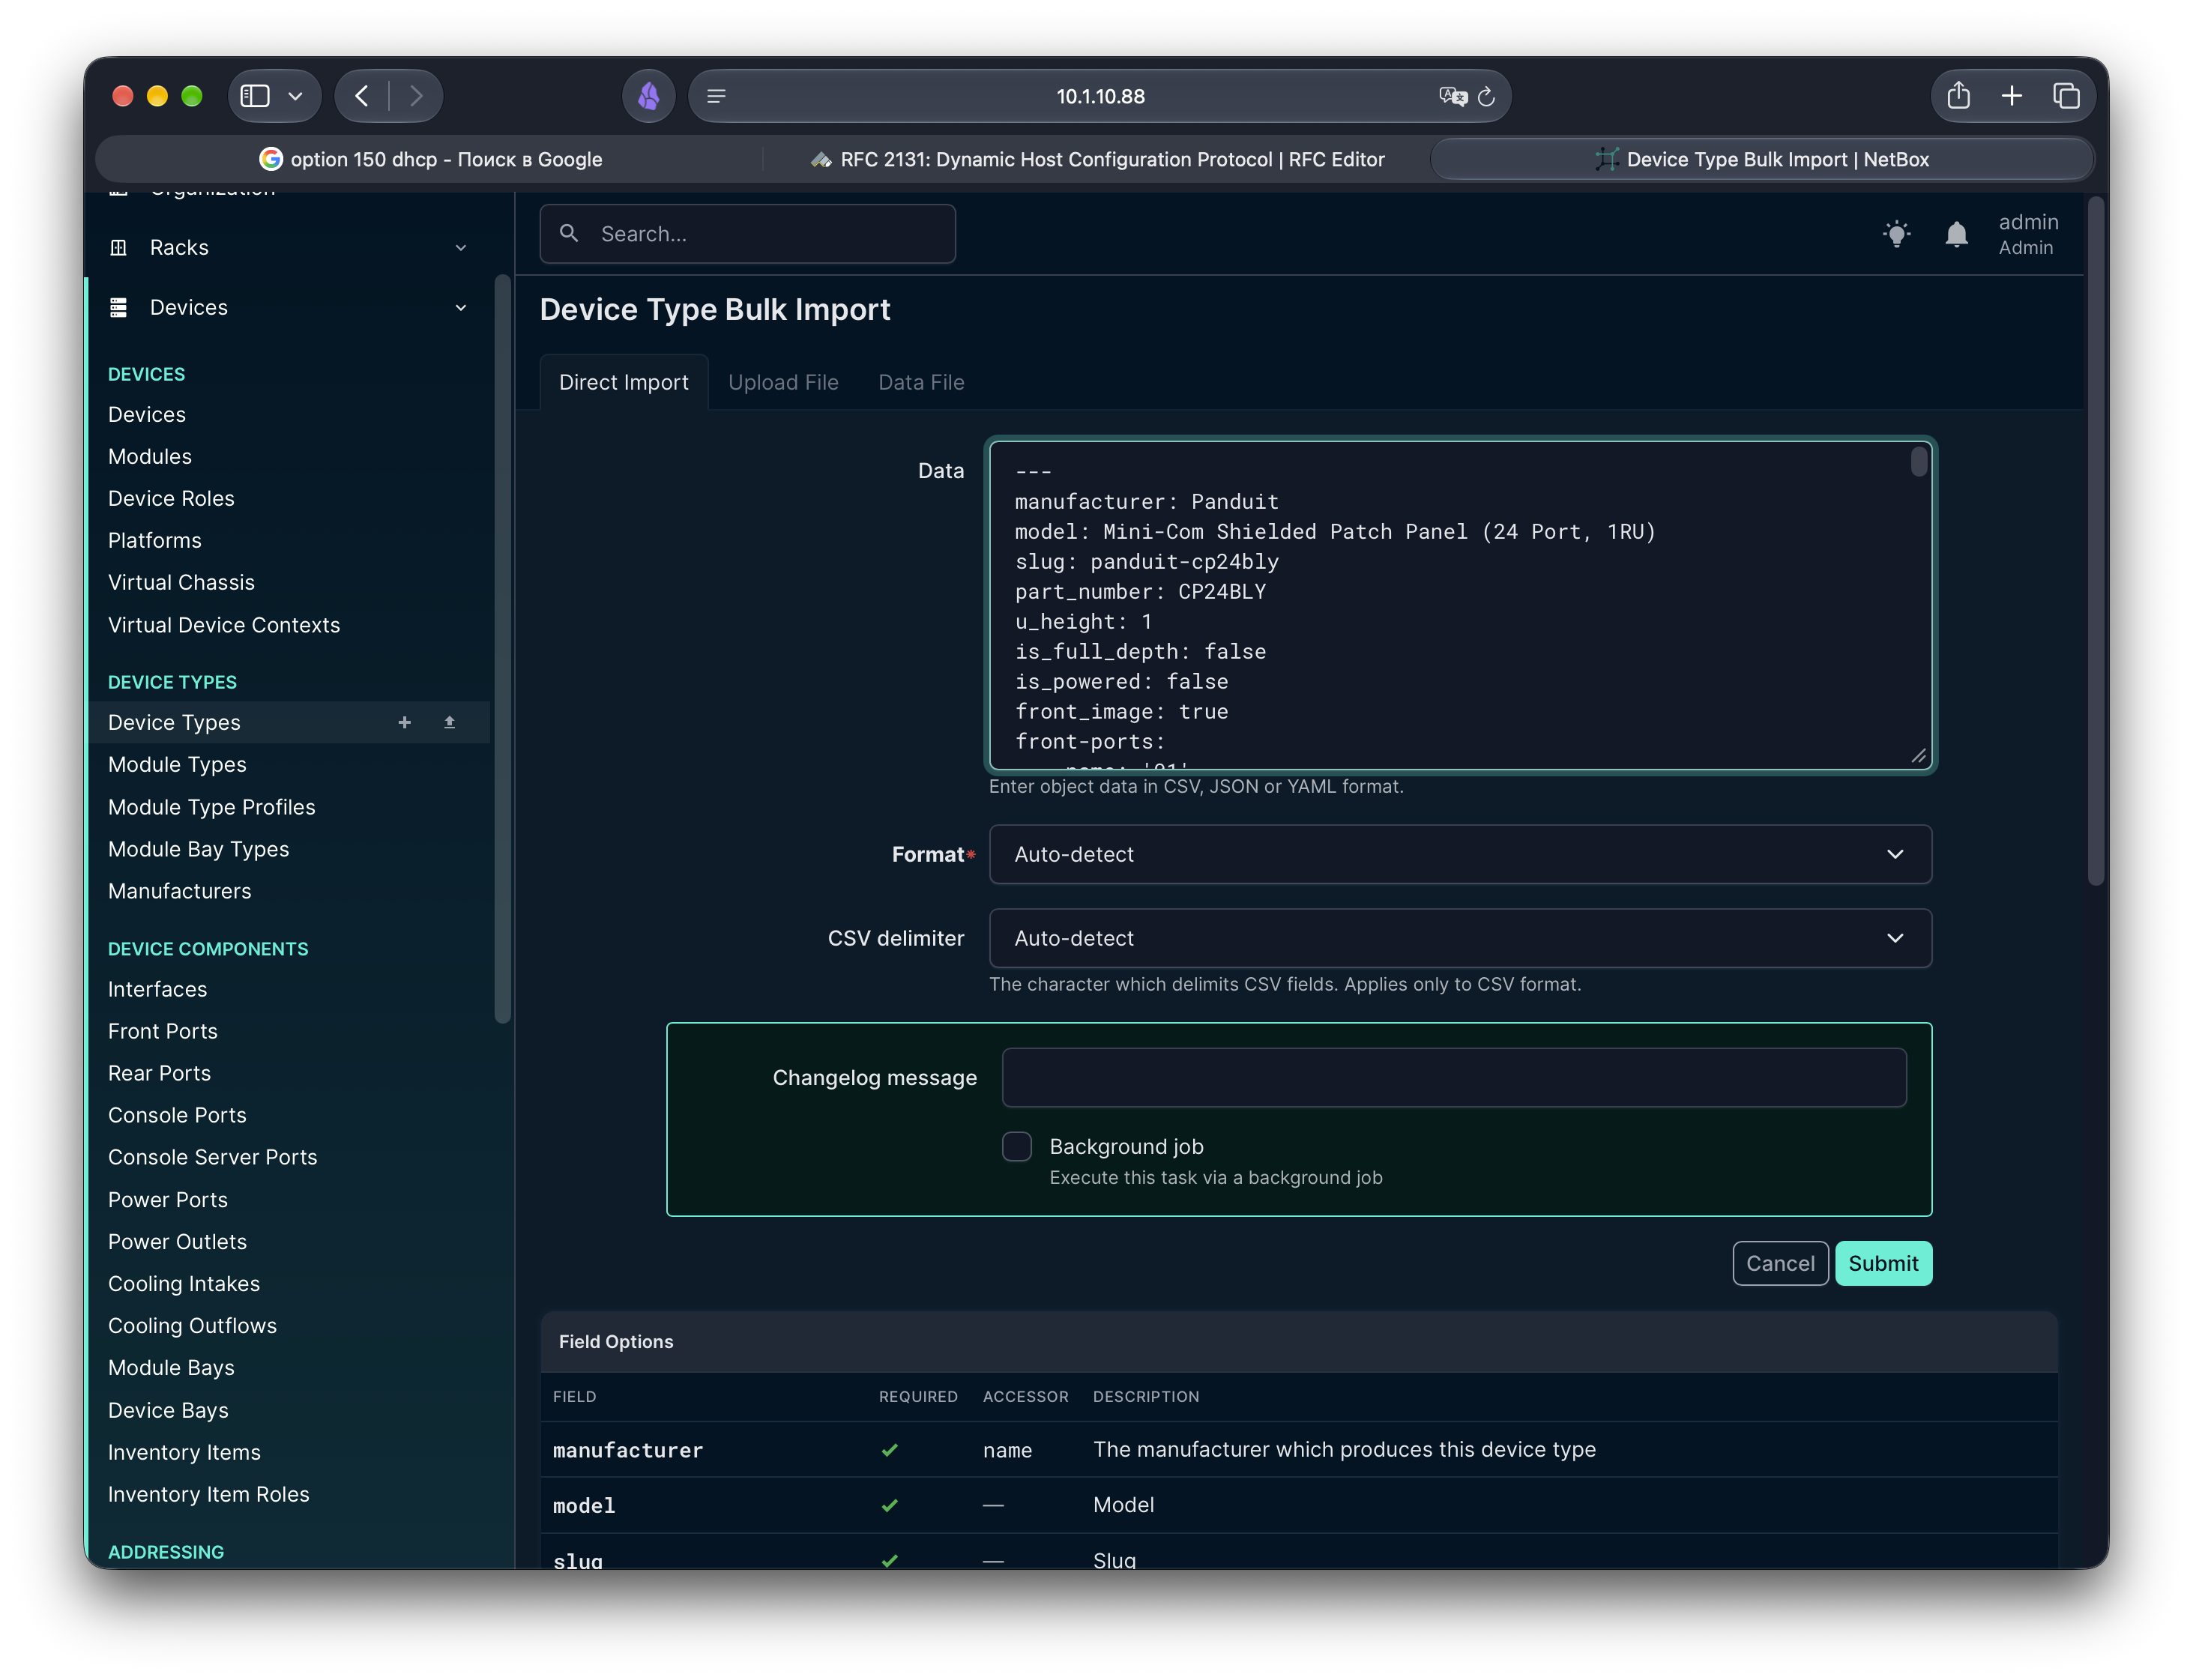 10.1.10.88
option 150 dhcp - Поиск в Google
RFC 2131: Dynamic Host Configuration Protocol | RFC Editor
Device Type Bulk Import | NetBox
Organization
Racks
Devices
DEVICES
Devices
Modules
Device Roles
Platforms
Virtual Chassis
Virtual Device Contexts
DEVICE TYPES
Device Types
Module Types
Module Type Profiles
Module Bay Types
Manufacturers
DEVICE COMPONENTS
Interfaces
Front Ports
Rear Ports
Console Ports
Console Server Ports
Power Ports
Power Outlets
Cooling Intakes
Cooling Outflows
Module Bays
Device Bays
Inventory Items
Inventory Item Roles
ADDRESSING
Search...
admin
Admin
Device Type Bulk Import
Direct Import
Upload File
Data File
Data
---
manufacturer: Panduit
model: Mini-Com Shielded Patch Panel (24 Port, 1RU)
slug: panduit-cp24bly
part_number: CP24BLY
u_height: 1
is_full_depth: false
is_powered: false
front_image: true
front-ports:
- name: '01'
Enter object data in CSV, JSON or YAML format.
Format*
Auto-detect
CSV delimiter
Auto-detect
The character which delimits CSV fields. Applies only to CSV format.
Changelog message
Background job
Execute this task via a background job
Cancel
Submit
Field Options
FIELD REQUIRED ACCESSOR DESCRIPTION
manufacturer name The manufacturer which produces this device type
model — Model
slug — Slug